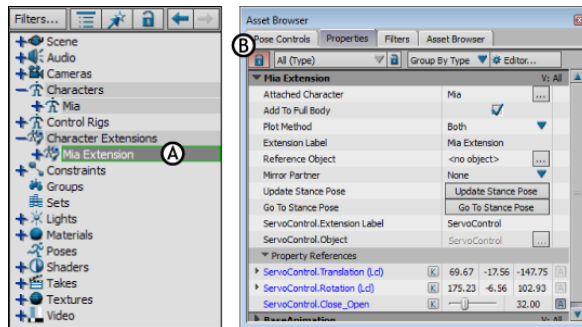 Filters...
Scene
Audio
Cameras
Characters
Mia
Control Rigs
Character Extensions
Mia Extension A
Constraints
Groups
Sets
Lights
Materials
Poses
Shaders
Takes
Textures
Video
Asset Browser
B
Pose Controls Properties Filters Asset Browser
All (Type) Group By Type Editor...
Mia Extension V: All
Attached Character Mia ...
Add To Full Body
Plot Method Both
Extension Label Mia Extension
Reference Object <no object> ...
Mirror Partner None
Update Stance Pose Update Stance Pose
Go To Stance Pose Go To Stance Pose
ServoControl.Extension Label ServoControl
ServoControl.Object ServoControl ...
Property References
ServoControl.Translation (Lcl) K 69.67 -17.56 -147.75 A
ServoControl.Rotation (Lcl) K 175.23 -6.56 102.93 A
ServoControl.Close_Open K 32.00 A
BaseAnimation V: All